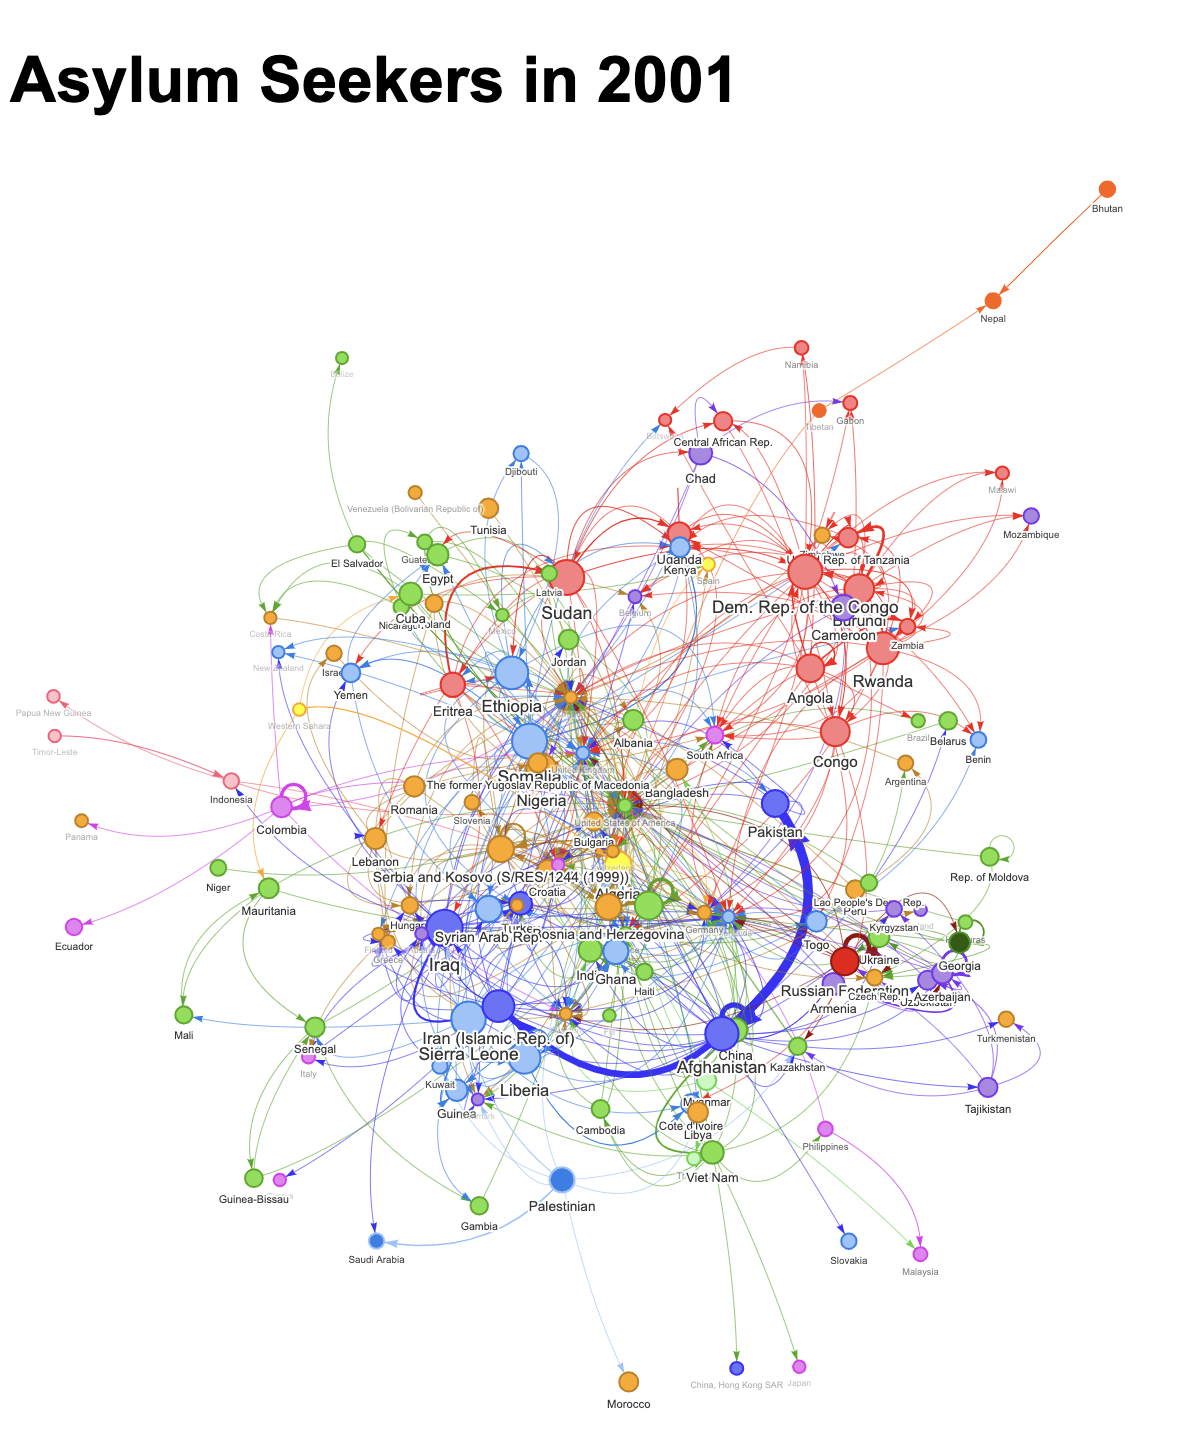 Asylum Seekers in 2001
Bhutan
Nepal
Namibia
Belize
Tibetan
Gabon
Central African Rep.
Chad
Djibouti
Malawi
Venezuela (Bolivarian Republic of)
Mozambique
Tunisia
El Salvador
Egypt
Uganda
Kenya
Rep. of Tanzania
Spain
Latvia
Sudan
Dem. Rep. of the Congo
Belgium
Burundi
Cuba
Cameroon
Mexico
Costa Rica
Zambia
New Zealand
Jordan
Yemen
Rwanda
Angola
Ethiopia
Eritrea
Papua New Guinea
Western Sahara
Timor-Leste
Albania
South Africa
Brazil
Belarus
Benin
Congo
Somalia
United Kingdom
The former Yugoslav Republic of Macedonia
Indonesia
Nigeria
Bangladesh
Argentina
Romania
Slovenia
United States of America
Colombia
Pakistan
Panama
Bulgaria
Lebanon
Serbia and Kosovo (S/RES/1244 (1999))
Rep. of Moldova
Niger
Croatia
Algeria
Mauritania
Lao People's Dem. Rep.
Peru
Hungary
Syrian Arab Rep.
Bosnia and Herzegovina
Germany
Kyrgyzstan
Ecuador
Togo
Greece
Iraq
Ukraine
Georgia
Ghana
Haiti
Russian Federation
Czech Rep.
Azerbaijan
Uzbekistan
Armenia
Mali
Senegal
Iran (Islamic Rep. of)
Sierra Leone
China
Turkmenistan
Italy
Afghanistan
Kazakhstan
Kuwait
Liberia
Myanmar
Guinea
Tajikistan
Cambodia
Cote d'Ivoire
Libya
Philippines
Viet Nam
Guinea-Bissau
Palestinian
Gambia
Saudi Arabia
Slovakia
Malaysia
China, Hong Kong SAR
Japan
Morocco